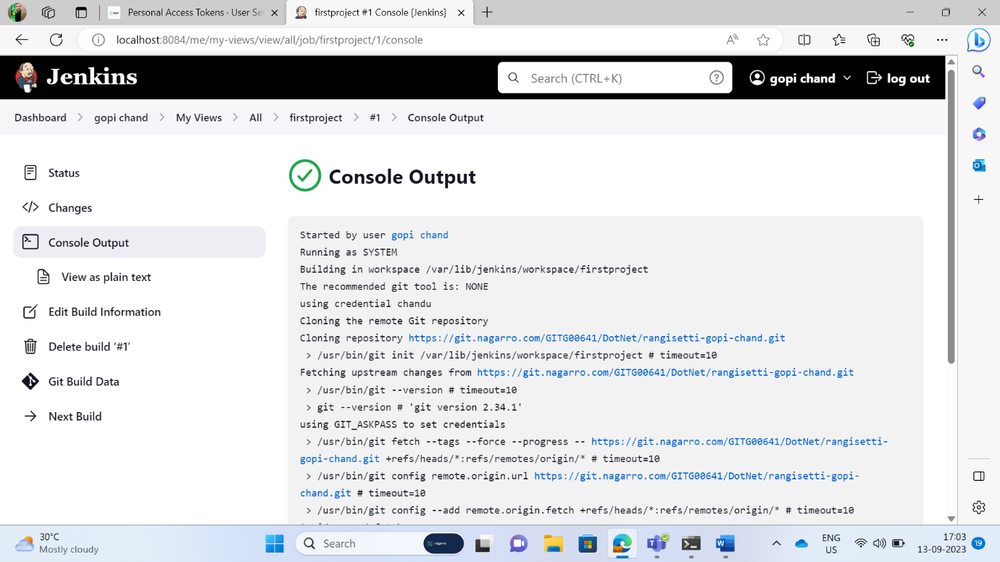 Personal Access Tokens · User Set
firstproject #1 Console [Jenkins]
localhost:8084/me/my-views/view/all/job/firstproject/1/console
Jenkins
Search (CTRL+K)
gopi chand
log out
Dashboard
gopi chand
My Views
All
firstproject
#1
Console Output
Status
Changes
Console Output
View as plain text
Edit Build Information
Delete build ‘#1’
Git Build Data
Next Build
Console Output
Started by user gopi chand
Running as SYSTEM
Building in workspace /var/lib/jenkins/workspace/firstproject
The recommended git tool is: NONE
using credential chandu
Cloning the remote Git repository
Cloning repository https://git.nagarro.com/GITG00641/DotNet/rangisetti-gopi-chand.git
> /usr/bin/git init /var/lib/jenkins/workspace/firstproject # timeout=10
Fetching upstream changes from https://git.nagarro.com/GITG00641/DotNet/rangisetti-gopi-chand.git
> /usr/bin/git --version # timeout=10
> git --version # 'git version 2.34.1'
using GIT_ASKPASS to set credentials
> /usr/bin/git fetch --tags --force --progress -- https://git.nagarro.com/GITG00641/DotNet/rangisetti-
gopi-chand.git +refs/heads/*:refs/remotes/origin/* # timeout=10
> /usr/bin/git config remote.origin.url https://git.nagarro.com/GITG00641/DotNet/rangisetti-gopi-
chand.git # timeout=10
> /usr/bin/git config --add remote.origin.fetch +refs/heads/*:refs/remotes/origin/* # timeout=10
30°C
Mostly cloudy
Search
nagarro
ENG
US
17:03
13-09-2023
19